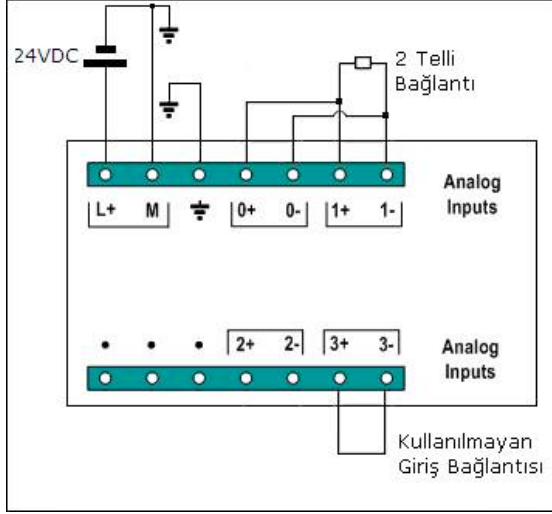 24VDC
2 Telli
Bağlantı
L+ M 0+ 0- 1+ 1-
Analog
Inputs
2+ 2- 3+ 3-
Analog
Inputs
Kullanılmayan
Giriş Bağlantısı